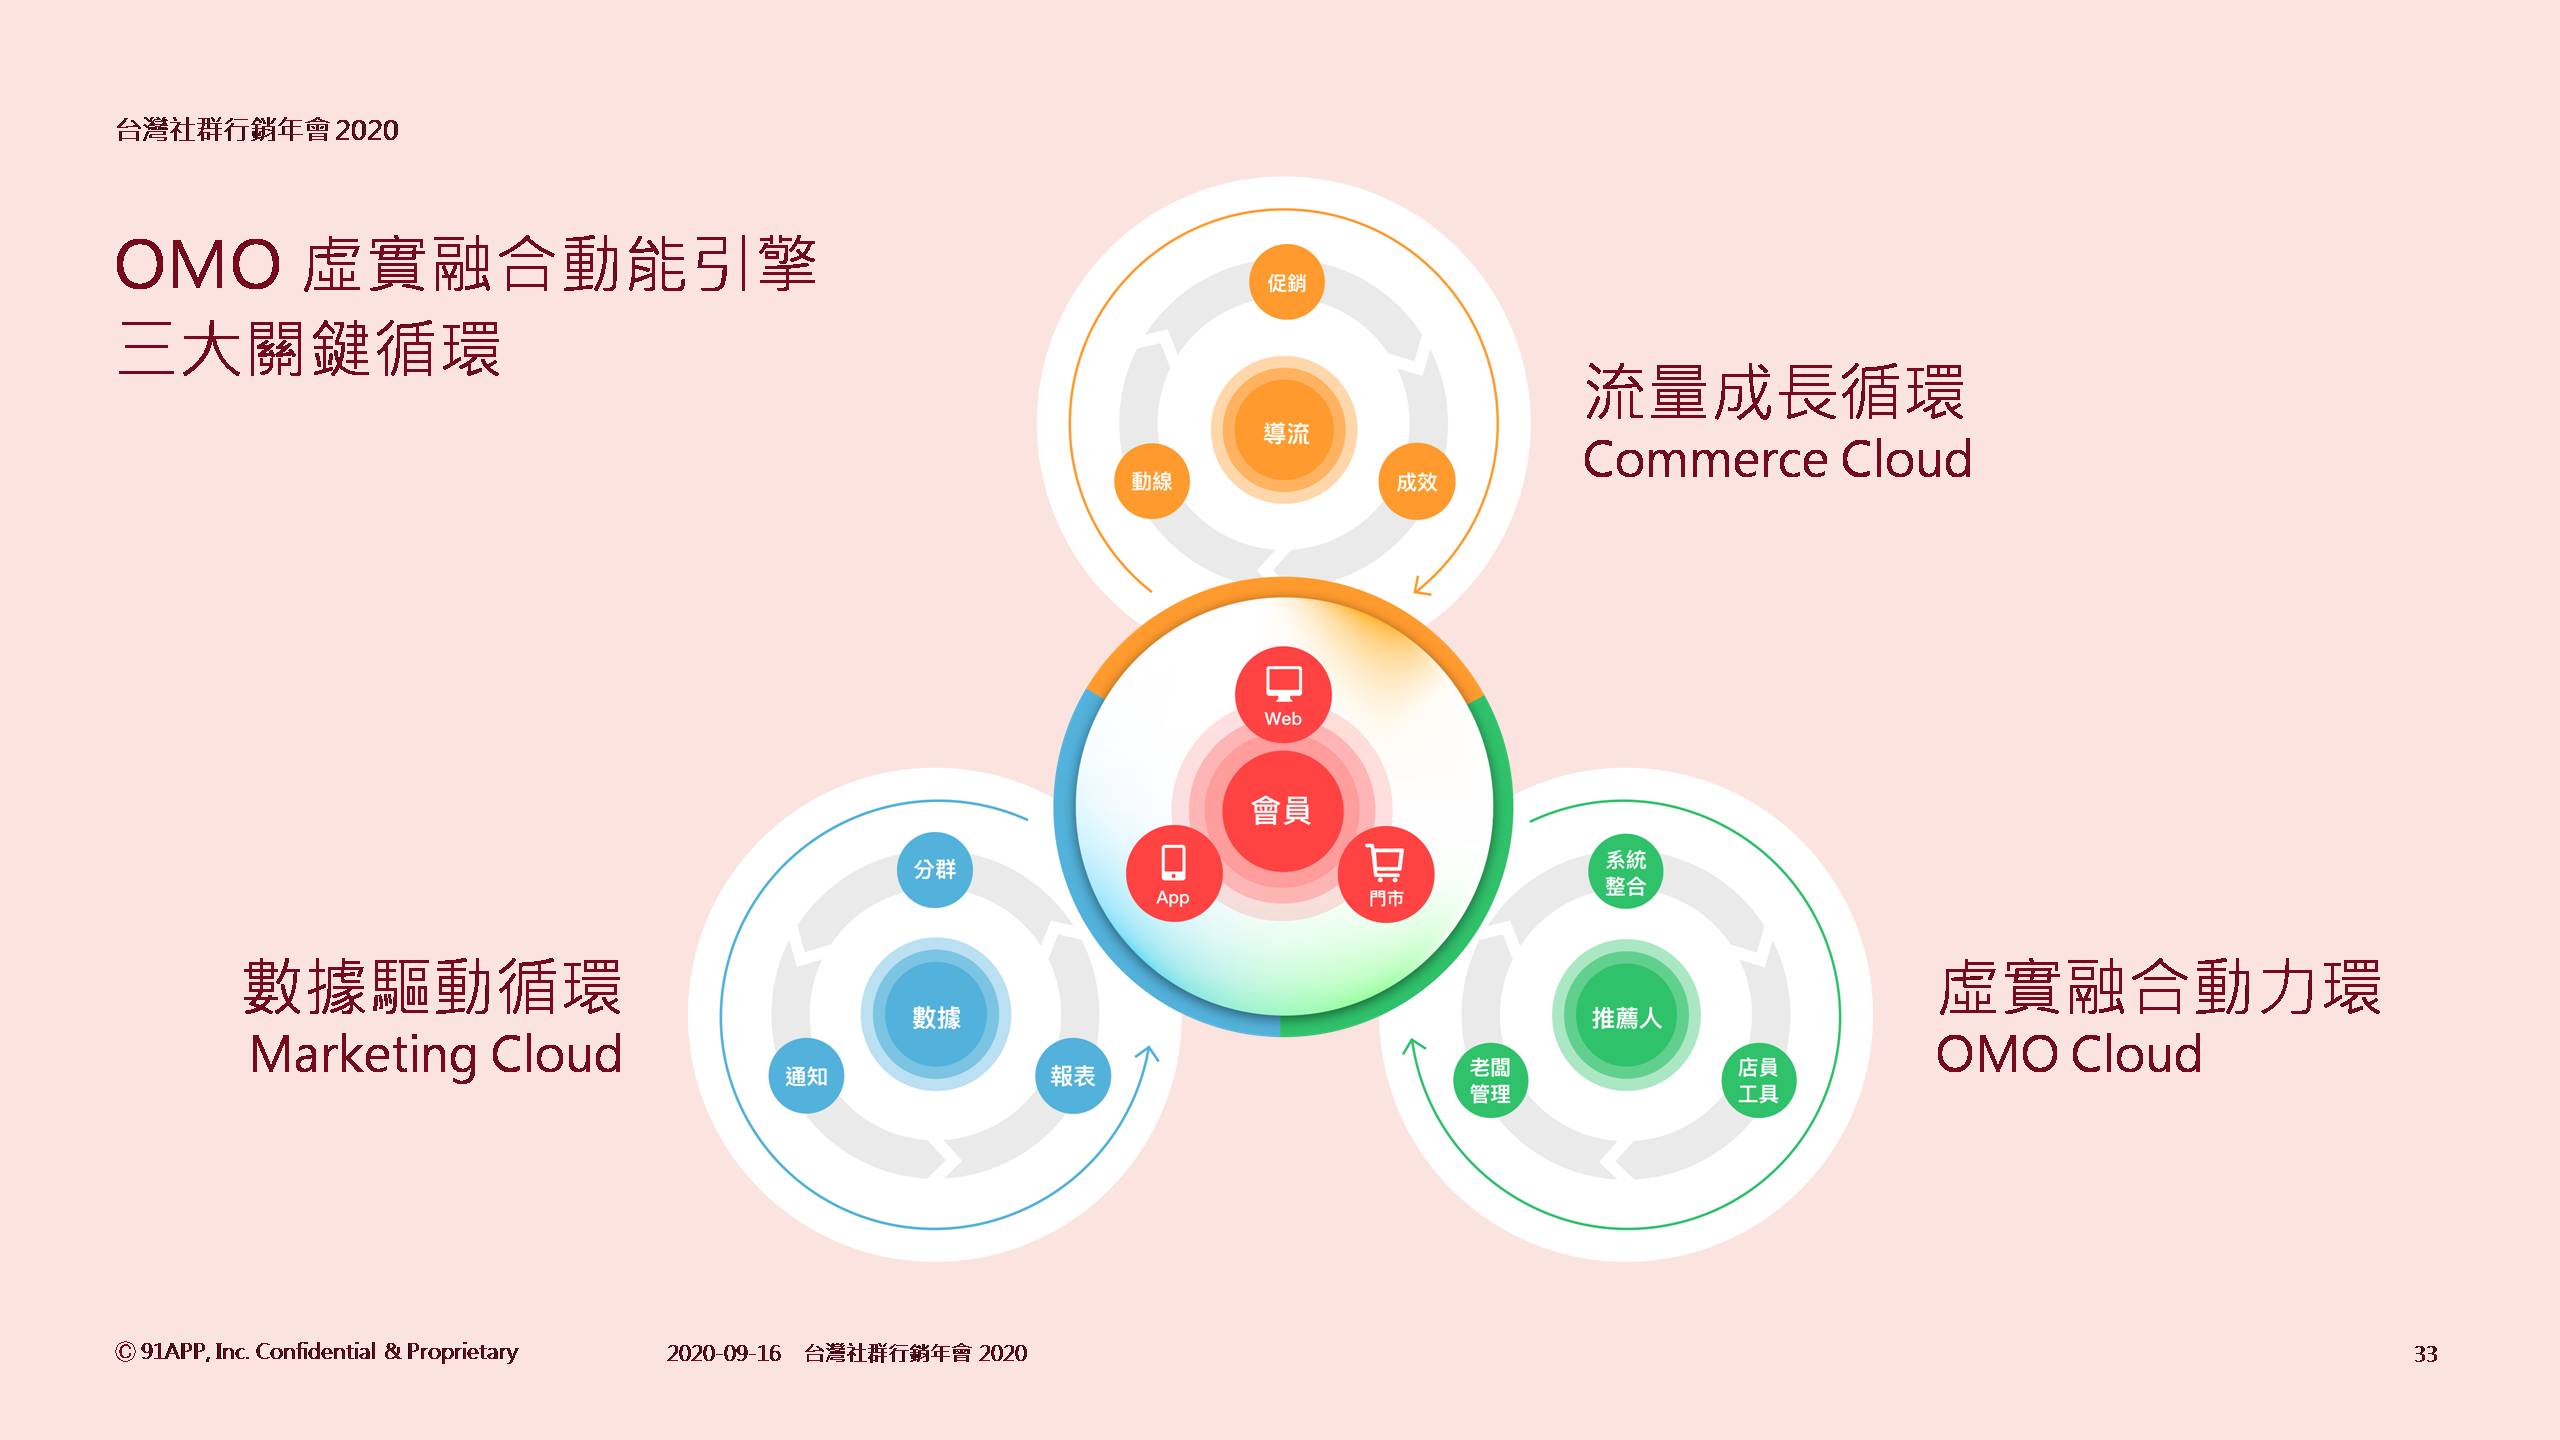 台灣社群行銷年會 2020
OMO 虛實融合動能引擎
三大關鍵循環
促銷
導流
動線
成效
流量成長循環
Commerce Cloud
Web
會員
App
門市
分群
數據
通知
報表
數據驅動循環
Marketing Cloud
系統
整合
推薦人
老闆
管理
店員
工具
虛實融合動力環
OMO Cloud
© 91APP, Inc. Confidential & Proprietary
2020-09-16 台灣社群行銷年會 2020
33